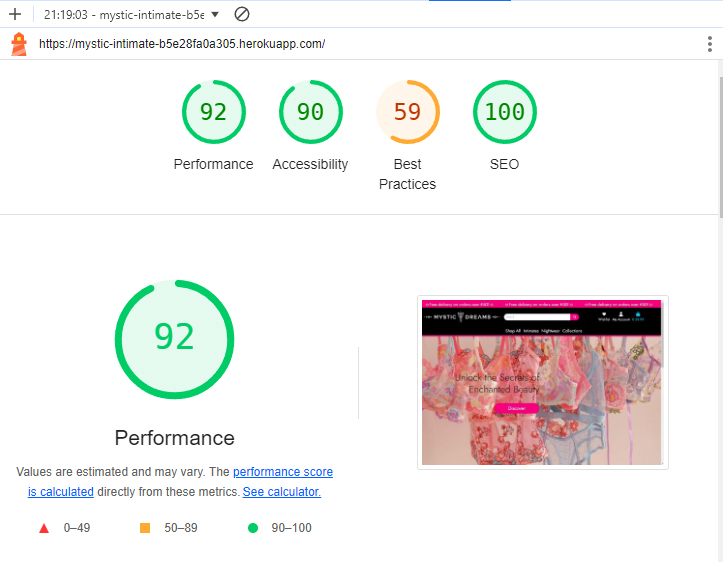 21:19:03 - mystic-intimate-b5e
https://mystic-intimate-b5e28fa0a305.herokuapp.com/
92
90
59
100
Performance
Accessibility
Best
Practices
SEO
92
Performance
Values are estimated and may vary. The performance score
is calculated directly from these metrics. See calculator.
0–49
50–89
90–100
MYSTIC DREAMS
Shop All Intimates Nightwear Collections
Unlock the Secrets of
Enchanted Beauty
Discover